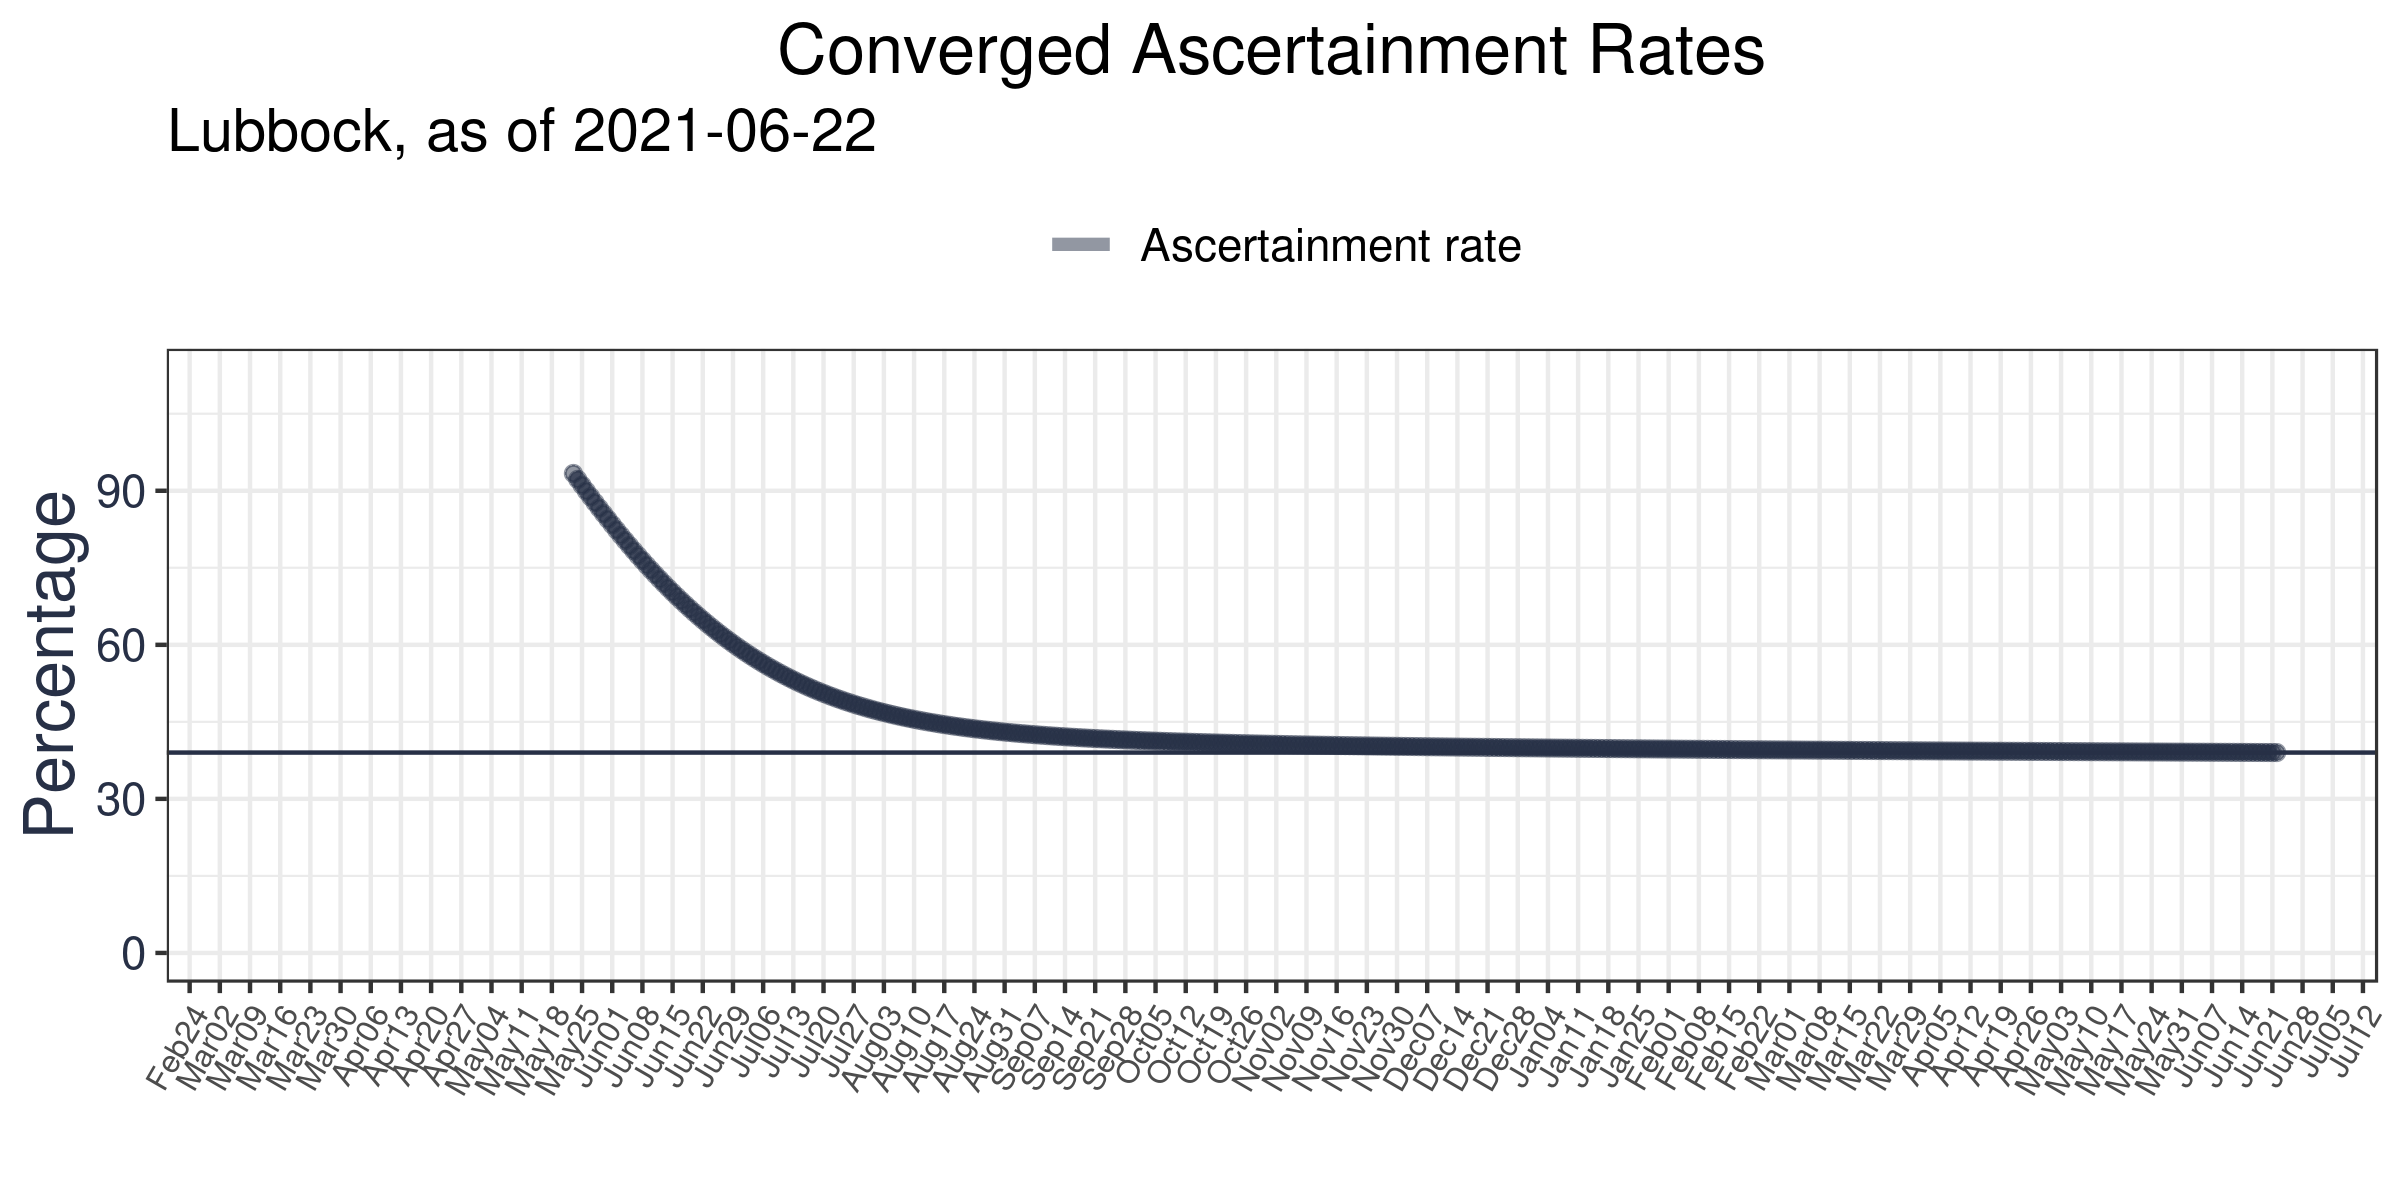 Converged Ascertainment Rates
Lubbock, as of 2021-06-22
Ascertainment rate
Percentage
90
60
30
0
Feb24 Mar02 Mar09 Mar16 Mar23 Mar30 Apr06 Apr13 Apr20 Apr27 May04 May11 May18 May25 Jun01 Jun08 Jun15 Jun22 Jun29 Jul06 Jul13 Jul20 Jul27 Aug03 Aug10 Aug17 Aug24 Aug31 Sep07 Sep14 Sep21 Sep28 Oct05 Oct12 Oct19 Oct26 Nov02 Nov09 Nov16 Nov23 Nov30 Dec07 Dec14 Dec21 Dec28 Dec04 Jan11 Jan18 Jan25 Feb01 Feb08 Feb15 Feb22 Mar01 Mar08 Mar15 Mar22 Mar29 Apr05 Apr12 Apr19 Apr26 May03 May10 May17 May24 May31 May07 Jun14 Jun21 Jun28 Jul05 Jul12